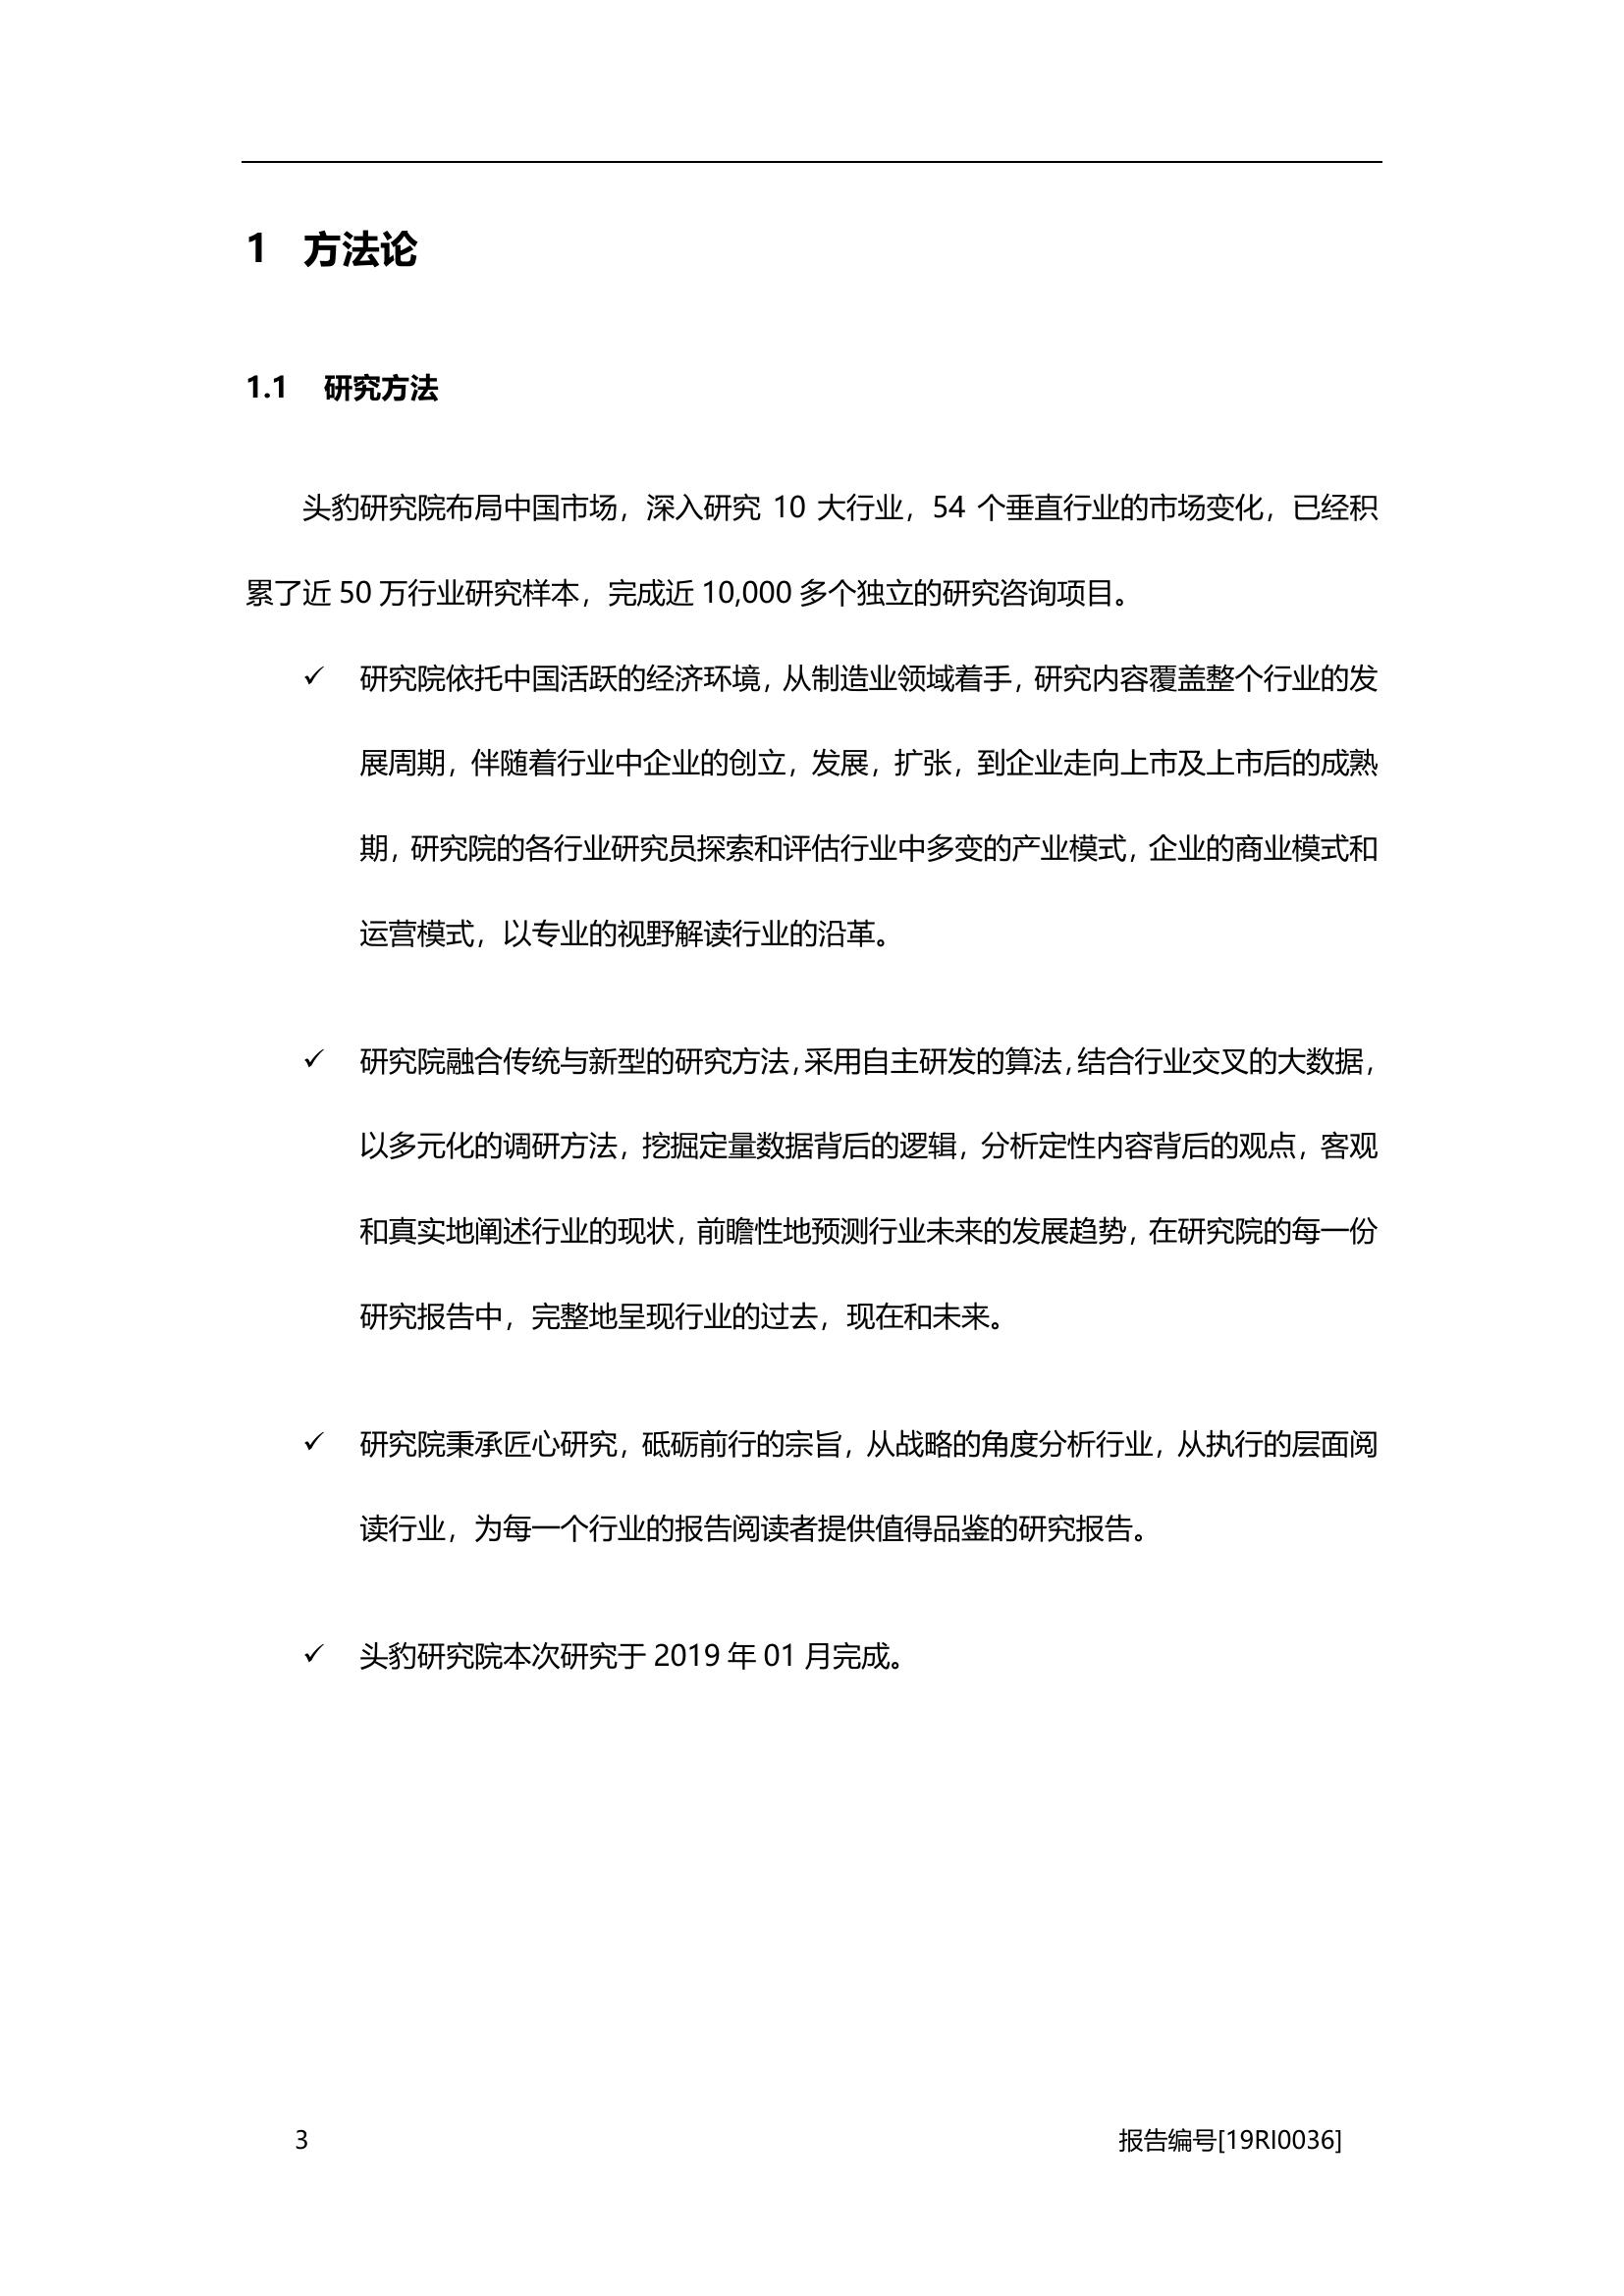 1 方法论
1.1 研究方法
头豹研究院布局中国市场，深入研究 10 大行业，54 个垂直行业的市场变化，已经积
累了近 50 万行业研究样本，完成近 10,000 多个独立的研究咨询项目。
✓ 研究院依托中国活跃的经济环境，从制造业领域着手，研究内容覆盖整个行业的发
展周期，伴随着行业中企业的创立，发展，扩张，到企业走向上市及上市后的成熟
期，研究院的各行业研究员探索和评估行业中多变的产业模式，企业的商业模式和
运营模式，以专业的视野解读行业的沿革。
✓ 研究院融合传统与新型的研究方法，采用自主研发的算法，结合行业交叉的大数据，
以多元化的调研方法，挖掘定量数据背后的逻辑，分析定性内容背后的观点，客观
和真实地阐述行业的现状，前瞻性地预测行业未来的发展趋势，在研究院的每一份
研究报告中，完整地呈现行业的过去，现在和未来。
✓ 研究院秉承匠心研究，砥砺前行的宗旨，从战略的角度分析行业，从执行的层面阅
读行业，为每一个行业的报告阅读者提供值得品鉴的研究报告。
✓ 头豹研究院本次研究于 2019 年 01 月完成。
3 报告编号[19RI0036]